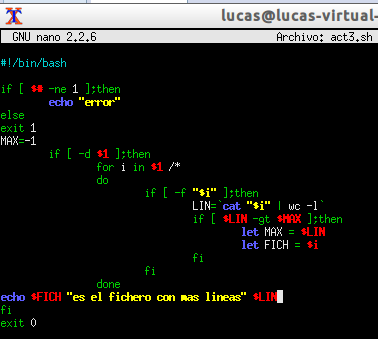 lucas@lucas-virtual-
GNU nano 2.2.6 Archivo: act3.sh
#!/bin/bash
if [ $# -ne 1 ];then
echo "error"
else
exit 1
MAX=-1
if [ -d $1 ];then
for i in $1 /*
do
if [ -f "$i" ];then
LIN=`cat "$i" | wc -l`
if [ $LIN -gt $MAX ];then
let MAX = $LIN
let FICH = $i
fi
fi
done
echo $FICH "es el fichero con mas lineas" $LIN
fi
exit 0